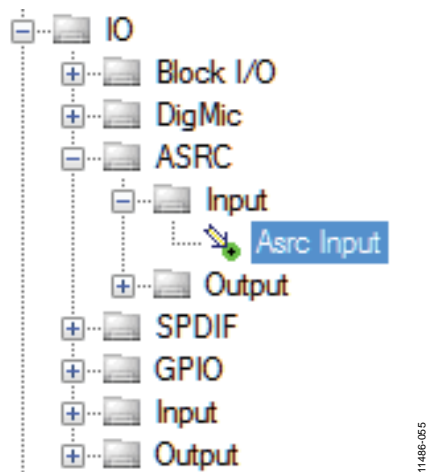 IO
Block I/O
DigMic
ASRC
Input
Asrc Input
Output
SPDIF
GPIO
Input
Output
11486-055